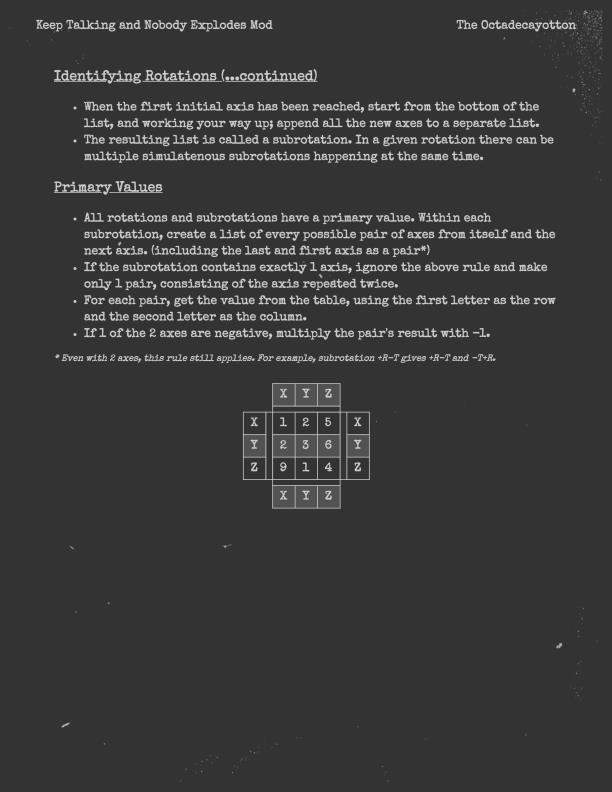 Keep Talking and Nobody Explodes Mod
The Octadecayotton
Identifying Rotations (...continued)
• When the first initial axis has been reached, start from the bottom of the
list, and working your way up; append all the new axes to a separate list.
• The resulting list is called a subrotation. In a given rotation there can be
multiple simulatenous subrotations happening at the same time.
Primary Values
• All rotations and subrotations have a primary value. Within each
subrotation, create a list of every possible pair of axes from itself and the
next axis. (including the last and first axis as a pair*)
• If the subrotation contains exactly 1 axis, ignore the above rule and make
only 1 pair, consisting of the axis repeated twice.
• For each pair, get the value from the table, using the first letter as the row
and the second letter as the column.
• If 1 of the 2 axes are negative, multiply the pair's result with -1.
* Even with 2 axes, this rule still applies. For example, subrotation +R-T gives +R-T and -T+R.
X Y Z
X 1 2 5 X
Y 2 3 6 Y
Z 9 1 4 Z
X Y Z